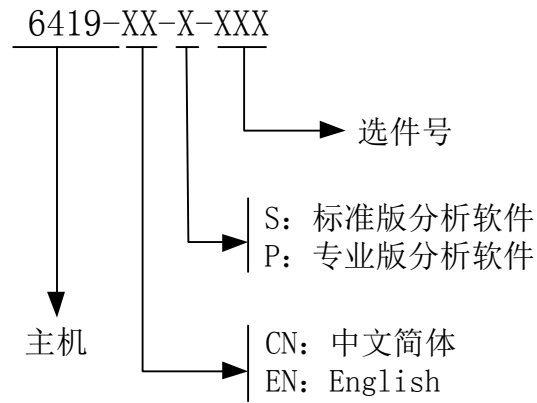 6419-XX-X-XXX
选件号
S: 标准版分析软件
P: 专业版分析软件
主机
CN: 中文简体
EN: English